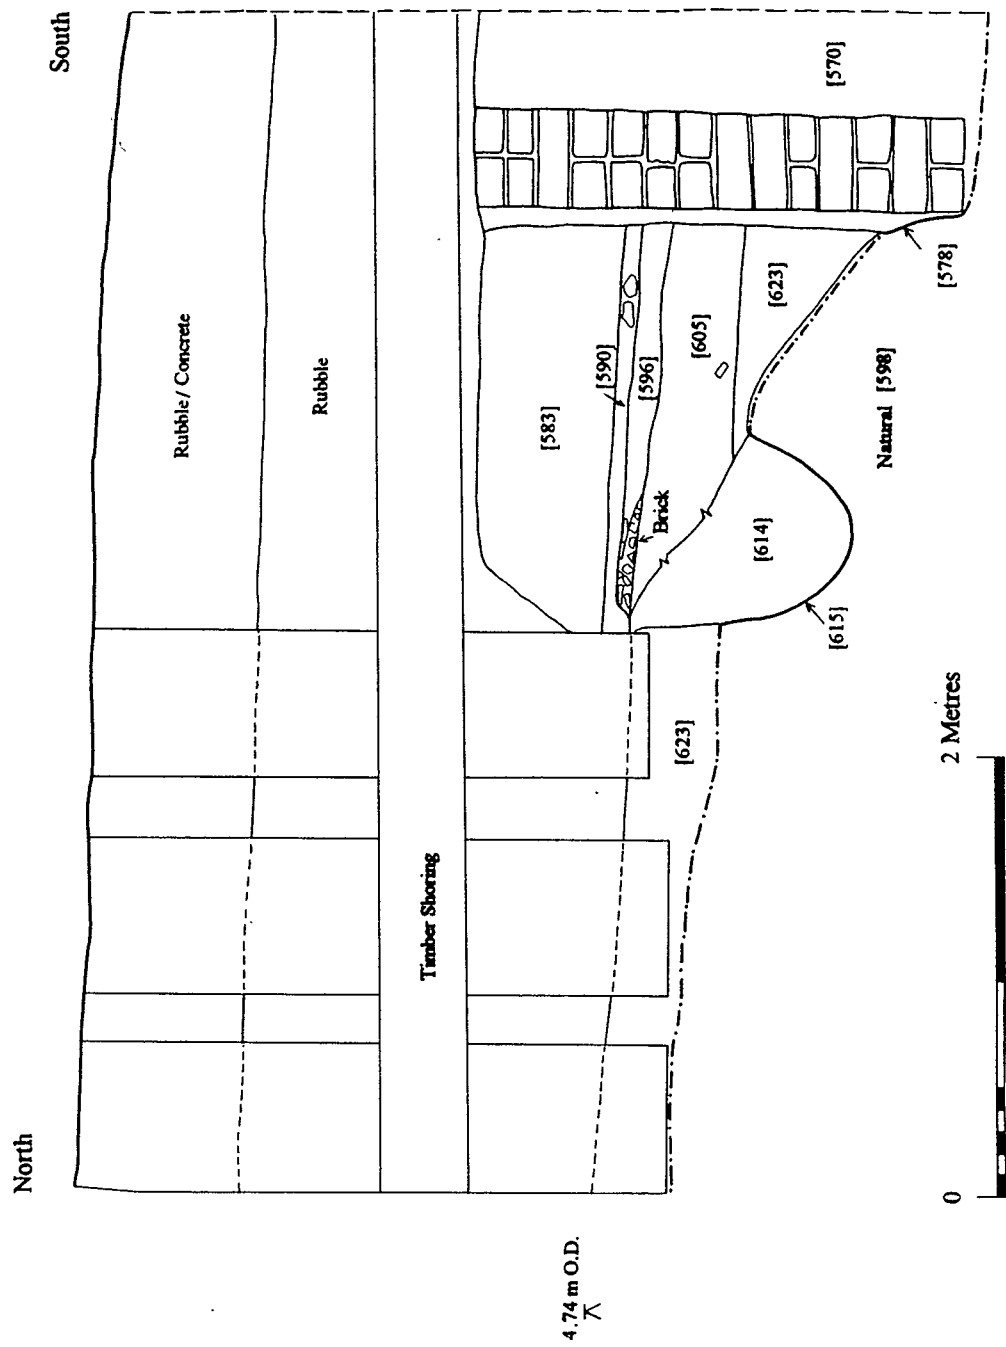 North
South
Rubble/Concrete
Rubble
Timber Shoring
4.74 m O.D.
[583]
[590]
[596]
Brick
[605]
[570]
[623]
[623]
[614]
[578]
[615]
Natural [598]
0
2 Metres